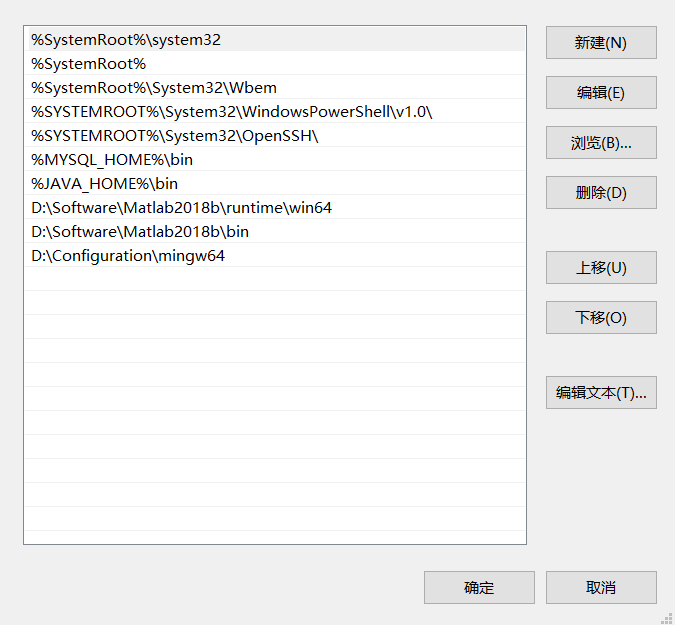 %SystemRoot%\system32
%SystemRoot%
%SystemRoot%\System32\Wbem
%SYSTEMROOT%\System32\WindowsPowerShell\v1.0\
%SYSTEMROOT%\System32\OpenSSH\
%MYSQL_HOME%\bin
%JAVA_HOME%\bin
D:\Software\Matlab2018b\runtime\win64
D:\Software\Matlab2018b\bin
D:\Configuration\mingw64
新建(N)
编辑(E)
浏览(B)...
删除(D)
上移(U)
下移(O)
编辑文本(T)...
确定
取消